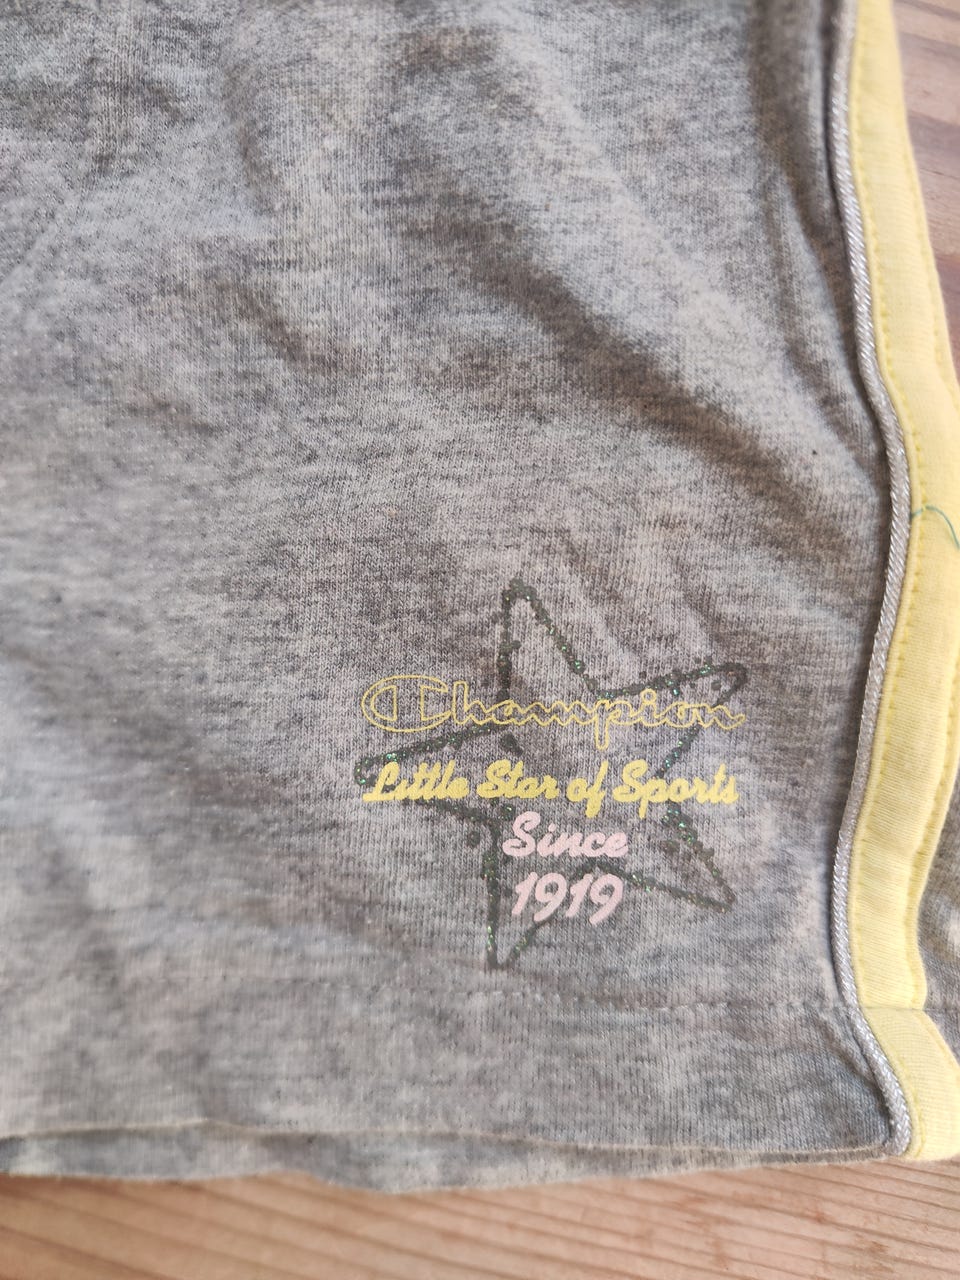 Champion
Little Star of Sports
Since
1919